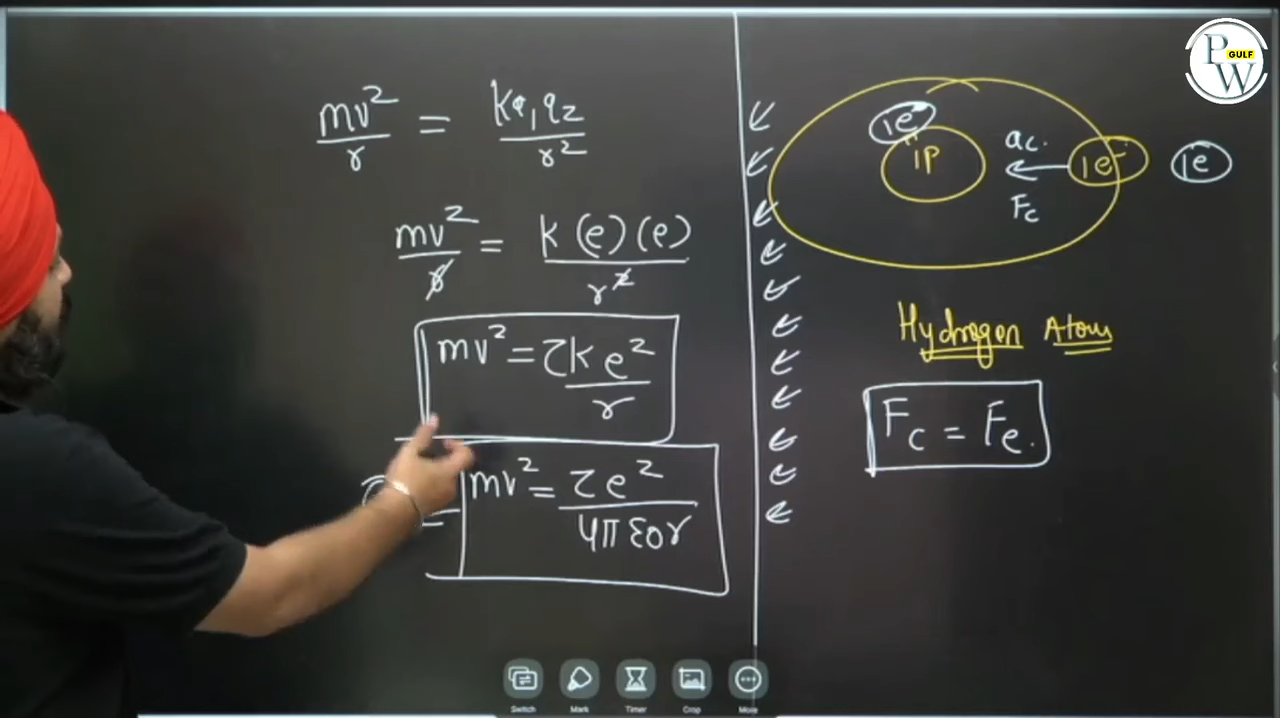 mv²/r = kq₁q₂/r²
mv²/r = k(e)(e)/r²
mv² = Zke²/r
mv² = Ze²/4πε0r
1e⁻
1P
ac.
Fc
1e⁻
1e
Hydrogen Atom
Fc = Fe.
PW
GULF
Switch
Mark
Timer
Crop
More